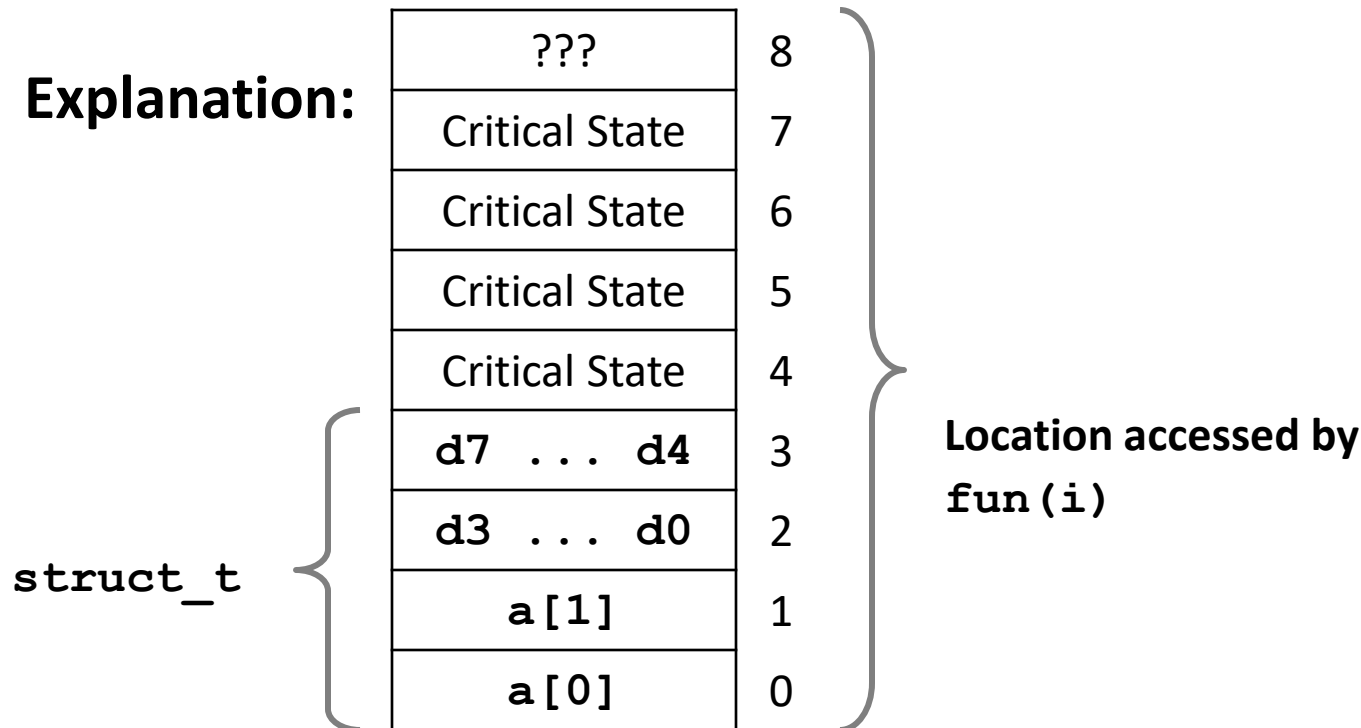 Explanation:
??? 8
Critical State 7
Critical State 6
Critical State 5
Critical State 4
d7 ... d4 3
d3 ... d0 2
a[1] 1
a[0] 0
struct_t
Location accessed by
fun(i)